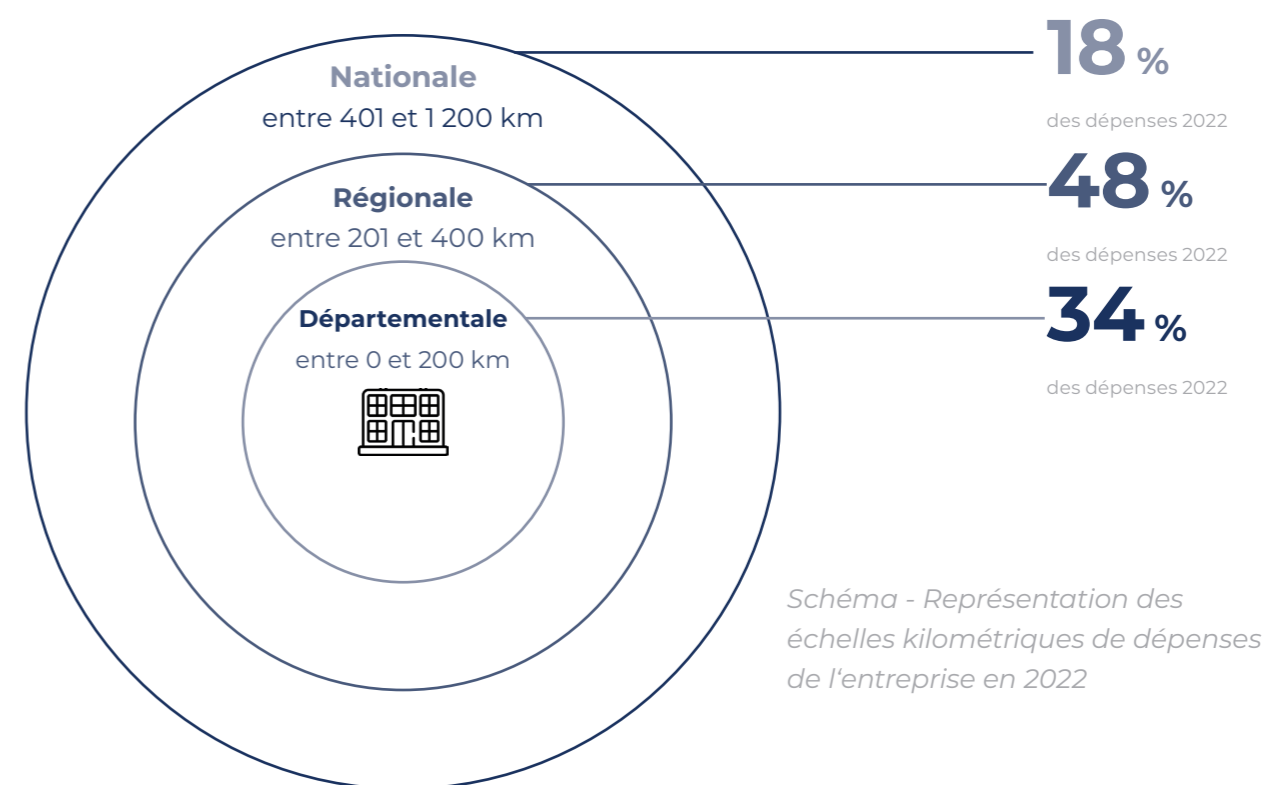 Nationale
entre 401 et 1 200 km
Régionale
entre 201 et 400 km
Départementale
entre 0 et 200 km
18 %
des dépenses 2022
48 %
des dépenses 2022
34 %
des dépenses 2022
Schéma - Représentation des
échelles kilométriques de dépenses
de l‘entreprise en 2022